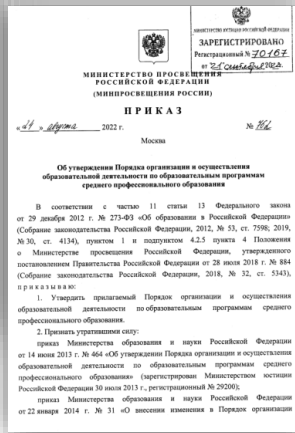 МИНИСТЕРСТВО ЮСТИЦИИ РОССИЙСКОЙ ФЕДЕРАЦИИ
ЗАРЕГИСТРИРОВАНО
Регистрационный № 70167
от "21" сентября 2022.
МИНИСТЕРСТВО ПРОСВЕЩЕНИЯ
РОССИЙСКОЙ ФЕДЕРАЦИИ
(МИНПРОСВЕЩЕНИЯ РОССИИ)
ПРИКАЗ
«24» августа 2022 г. № 762
Москва
Об утверждении Порядка организации и осуществления
образовательной деятельности по образовательным программам
среднего профессионального образования
В соответствии с частью 11 статьи 13 Федерального закона
от 29 декабря 2012 г. № 273-ФЗ «Об образовании в Российской Федерации»
(Собрание законодательства Российской Федерации, 2012, № 53, ст. 7598; 2019,
№ 30, ст. 4134), пунктом 1 и подпунктом 4.2.5 пункта 4 Положения
о Министерстве просвещения Российской Федерации, утвержденного
постановлением Правительства Российской Федерации от 28 июля 2018 г. № 884
(Собрание законодательства Российской Федерации, 2018, № 32, ст. 5343),
приказываю:
1. Утвердить прилагаемый Порядок организации и осуществления
образовательной деятельности по образовательным программам среднего
профессионального образования.
2. Признать утратившими силу:
приказ Министерства образования и науки Российской Федерации
от 14 июня 2013 г. № 464 «Об утверждении Порядка организации и осуществления
образовательной деятельности по образовательным программам среднего
профессионального образования» (зарегистрирован Министерством юстиции
Российской Федерации 30 июля 2013 г., регистрационный № 29200);
приказ Министерства образования и науки Российской Федерации
от 22 января 2014 г. № 31 «О внесении изменения в Порядок организации